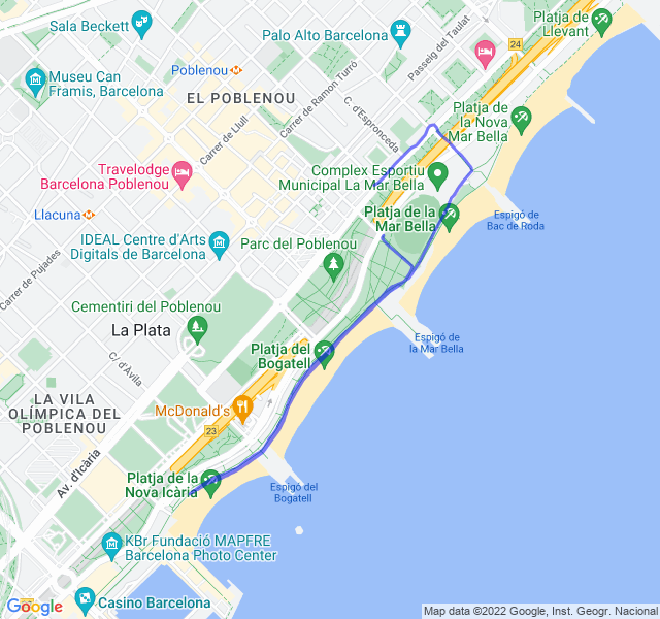 Platja de
Llevant
Sala Beckett
Palo Alto Barcelona
Passeig del Taulat
24
Poblenou
Museu Can
Framis, Barcelona
EL POBLENOU
Carrer de Ramon Turró
C. d'Espronceda
Platja de
la Nova
Mar Bella
Carrer de Llull
Travelodge
Barcelona Poblenou
Complex Esportiu
Municipal La Mar Bella
Llacuna
Platja de la
Mar Bella
Espigó de
Bac de Roda
IDEAL Centre d'Arts
Digitals de Barcelona
Parc del Poblenou
Carrer de Pujades
Cementiri del Poblenou
La Plata
Espigó de
la Mar Bella
C/ d'Àvila
Platja del
Bogatell
LA VILA
OLÍMPICA DEL
POBLENOU
McDonald's
23
Av. d'Icària
Platja de la
Nova Icària
Espigó del
Bogatell
KBr Fundació MAPFRE
Barcelona Photo Center
Casino Barcelona
Google
Map data ©2022 Google, Inst. Geogr. Nacional